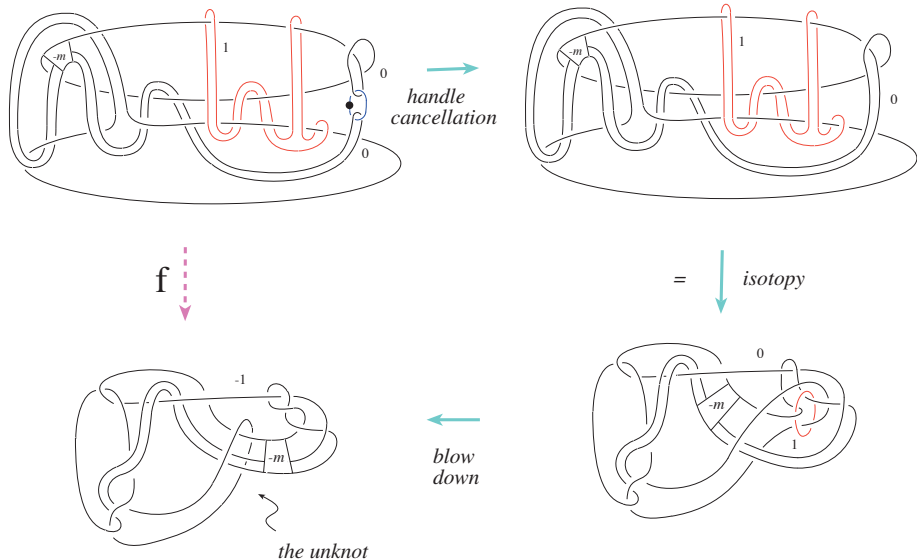 -m
1
0
0
handle
cancellation
-m
1
0
f
=
isotopy
-1
-m
blow
down
the unknot
0
-m
1